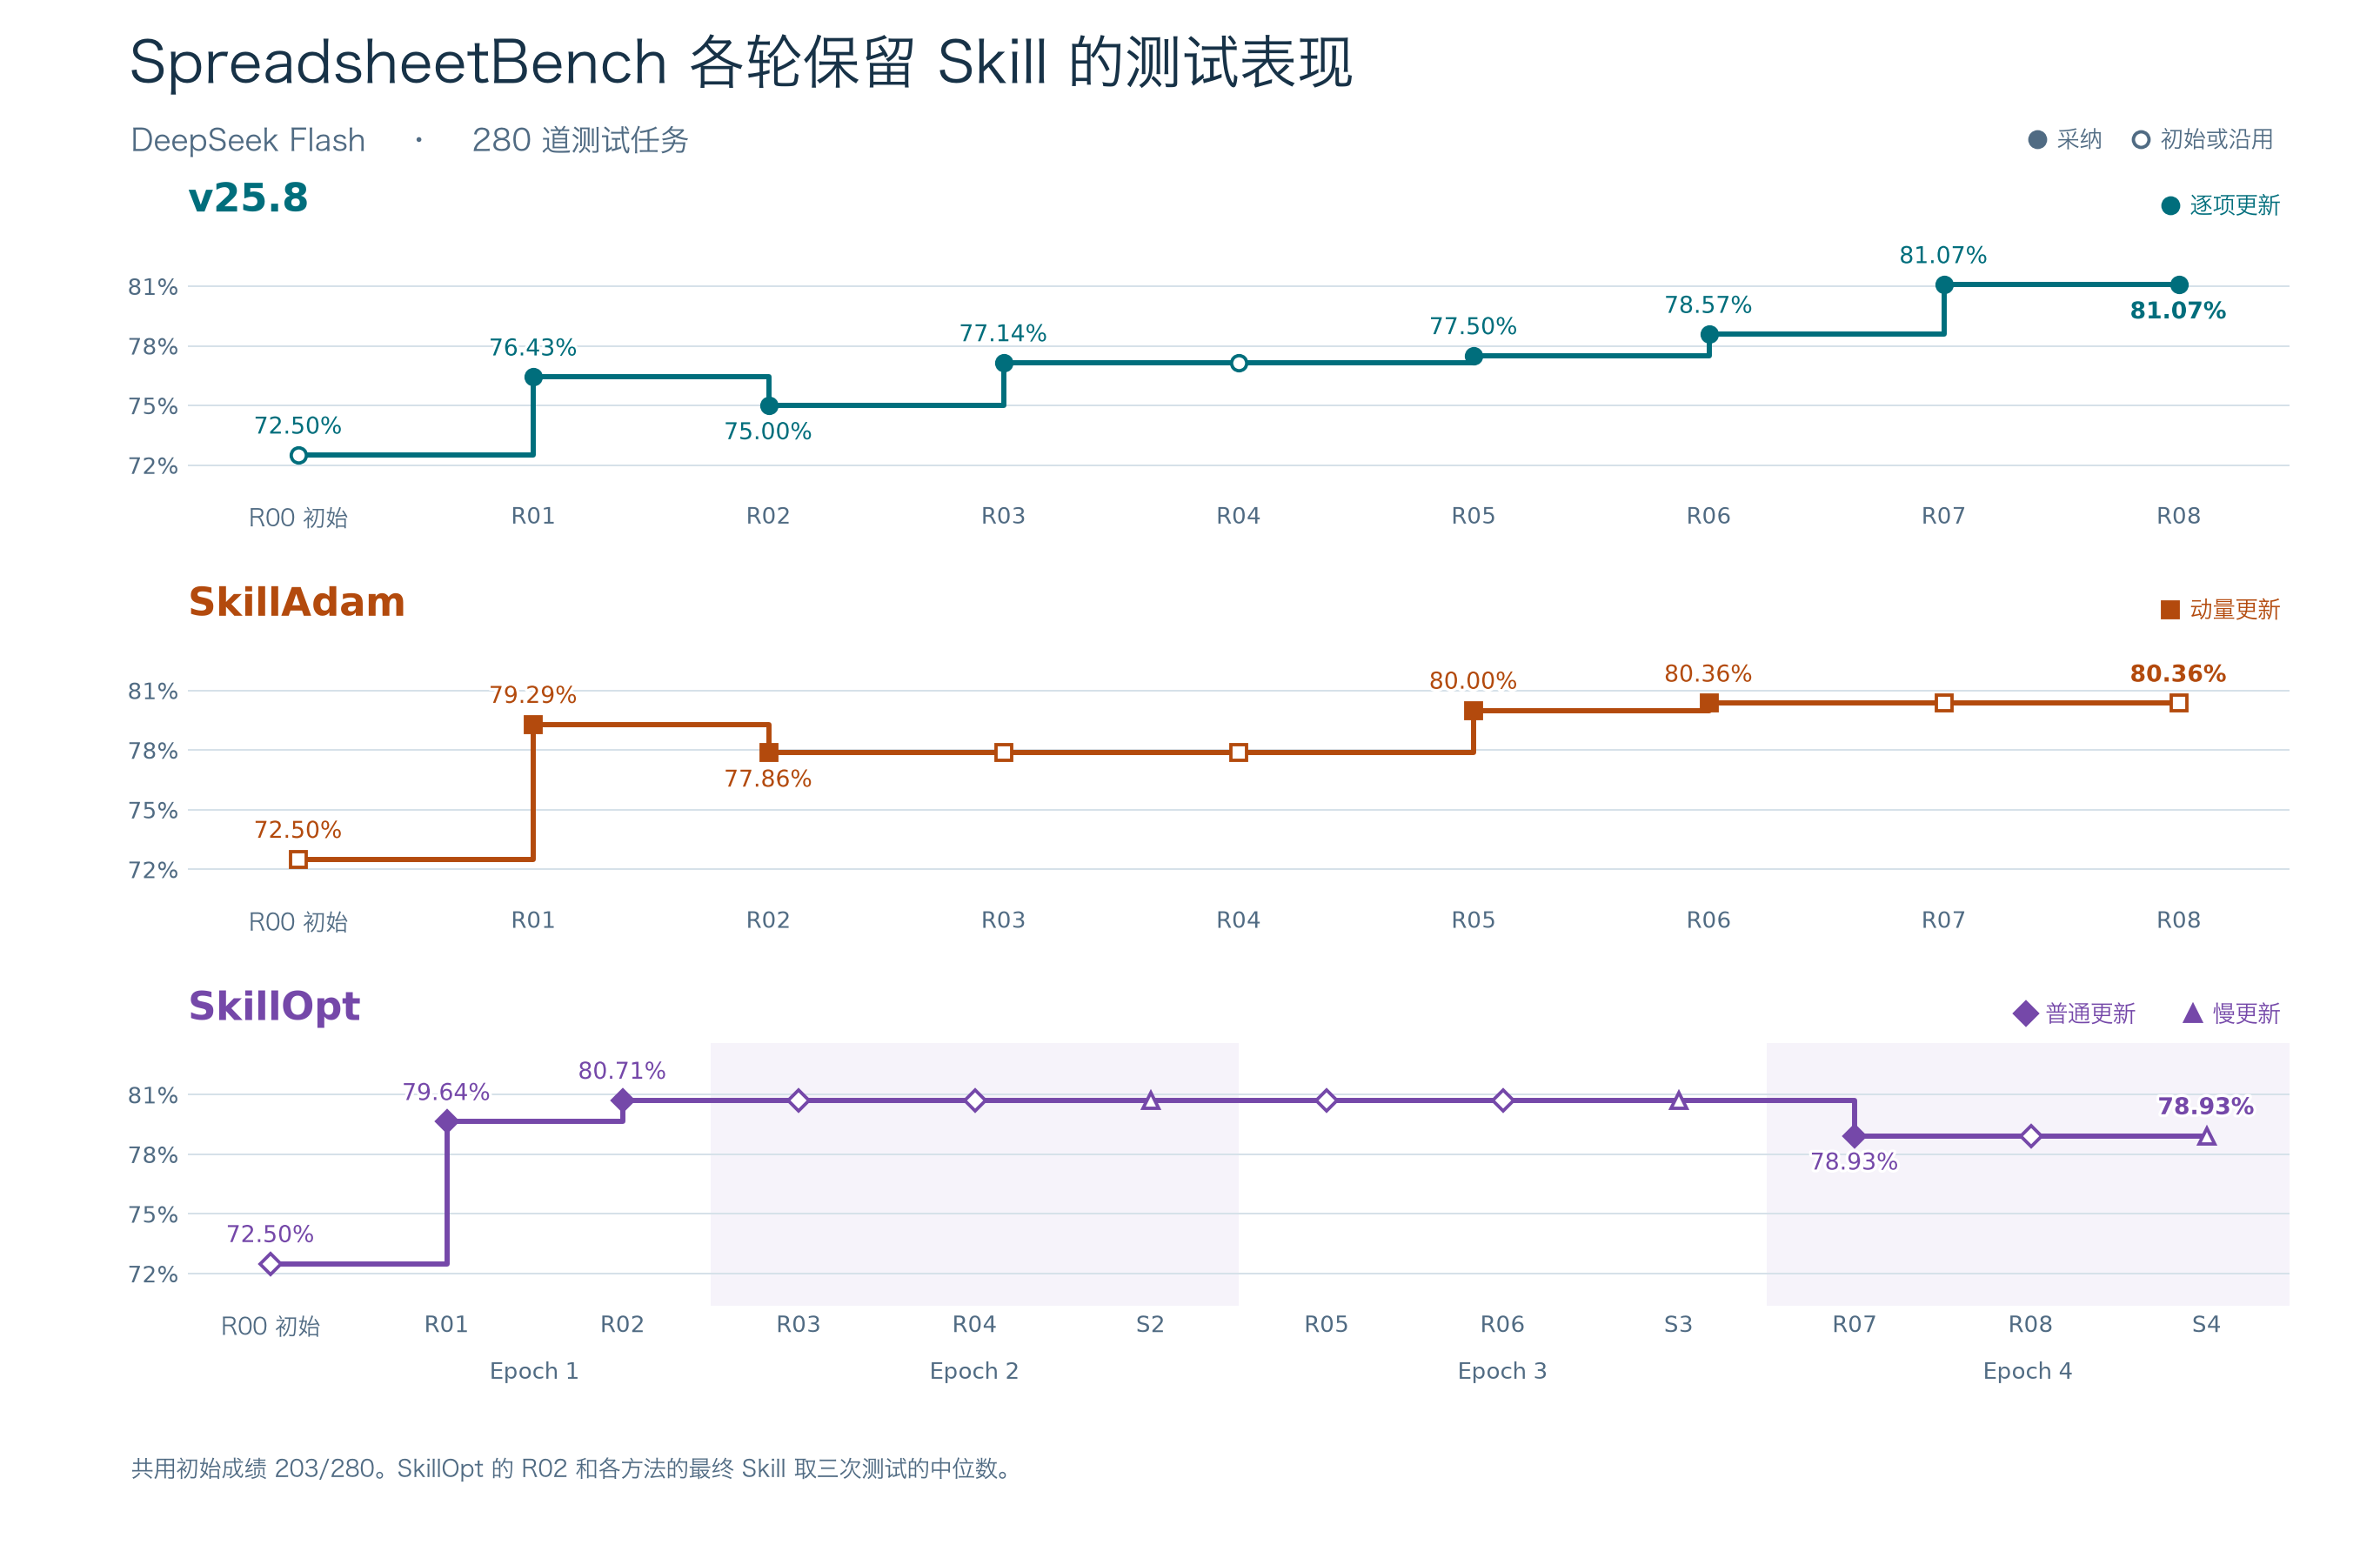 SpreadsheetBench 各轮保留 Skill 的测试表现
DeepSeek Flash · 280 道测试任务
采纳 初始或沿用
v25.8
逐项更新
81%
78%
75%
72%
72.50%
76.43%
75.00%
77.14%
77.50%
78.57%
81.07%
81.07%
R00 初始 R01 R02 R03 R04 R05 R06 R07 R08
SkillAdam
动量更新
81%
78%
75%
72%
72.50%
79.29%
77.86%
80.00%
80.36%
80.36%
R00 初始 R01 R02 R03 R04 R05 R06 R07 R08
SkillOpt
普通更新 慢更新
81%
78%
75%
72%
72.50%
79.64%
80.71%
78.93%
78.93%
R00 初始 R01 R02 R03 R04 S2 R05 R06 S3 R07 R08 S4
Epoch 1 Epoch 2 Epoch 3 Epoch 4
共用初始成绩 203/280。SkillOpt 的 R02 和各方法的最终 Skill 取三次测试的中位数。